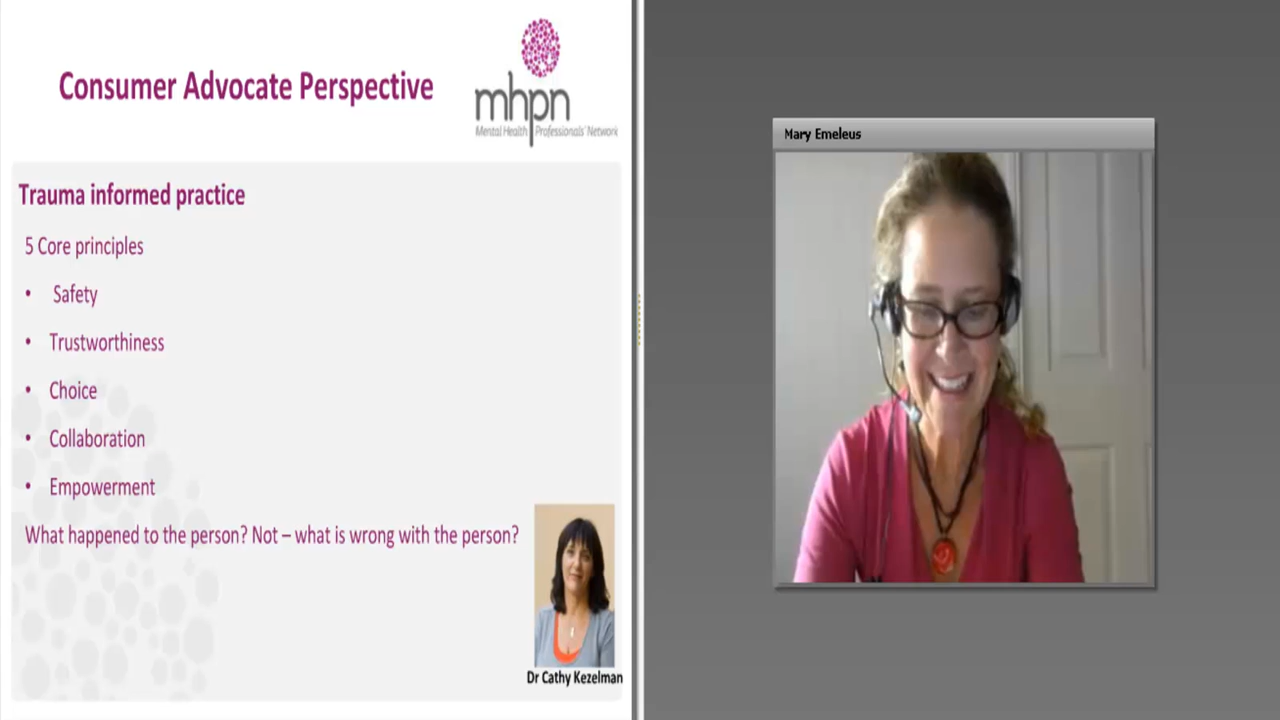 Consumer Advocate Perspective
mhpn
Mental Health Professionals' Network
Trauma informed practice
5 Core principles
• Safety
• Trustworthiness
• Choice
• Collaboration
• Empowerment
What happened to the person? Not – what is wrong with the person?
Dr Cathy Kezelman
Mary Emeleus